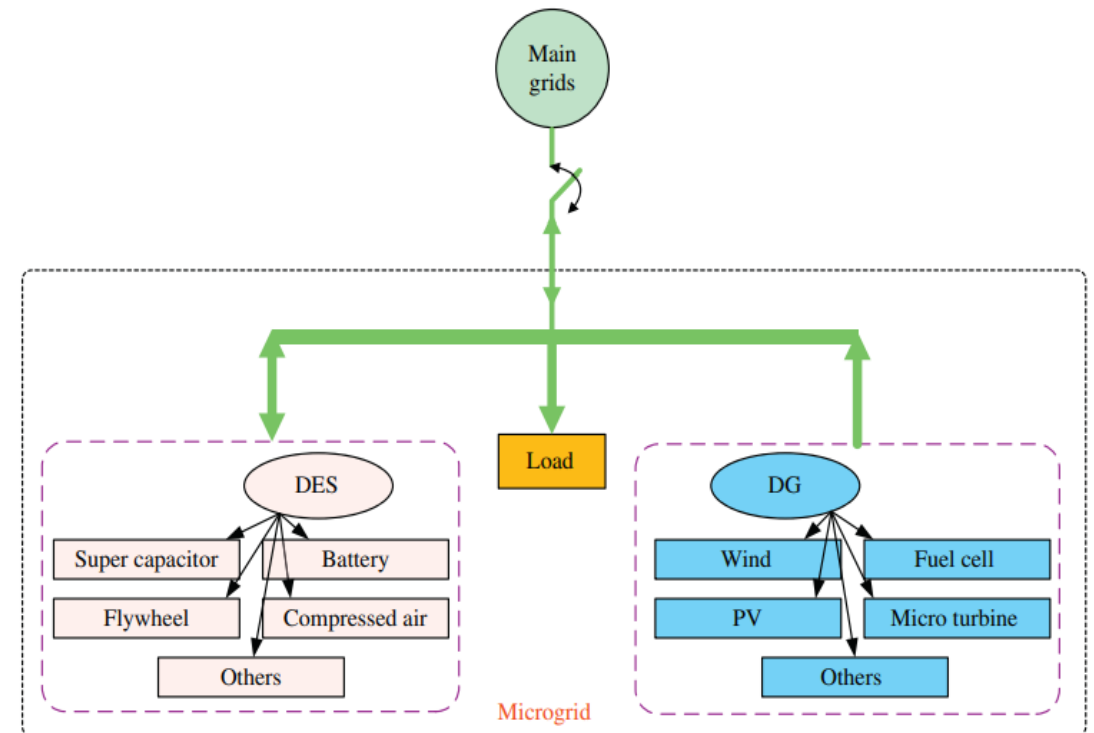 Main
grids
Load
DES
DG
Super capacitor
Battery
Wind
Fuel cell
Flywheel
Compressed air
PV
Micro turbine
Others
Others
Microgrid